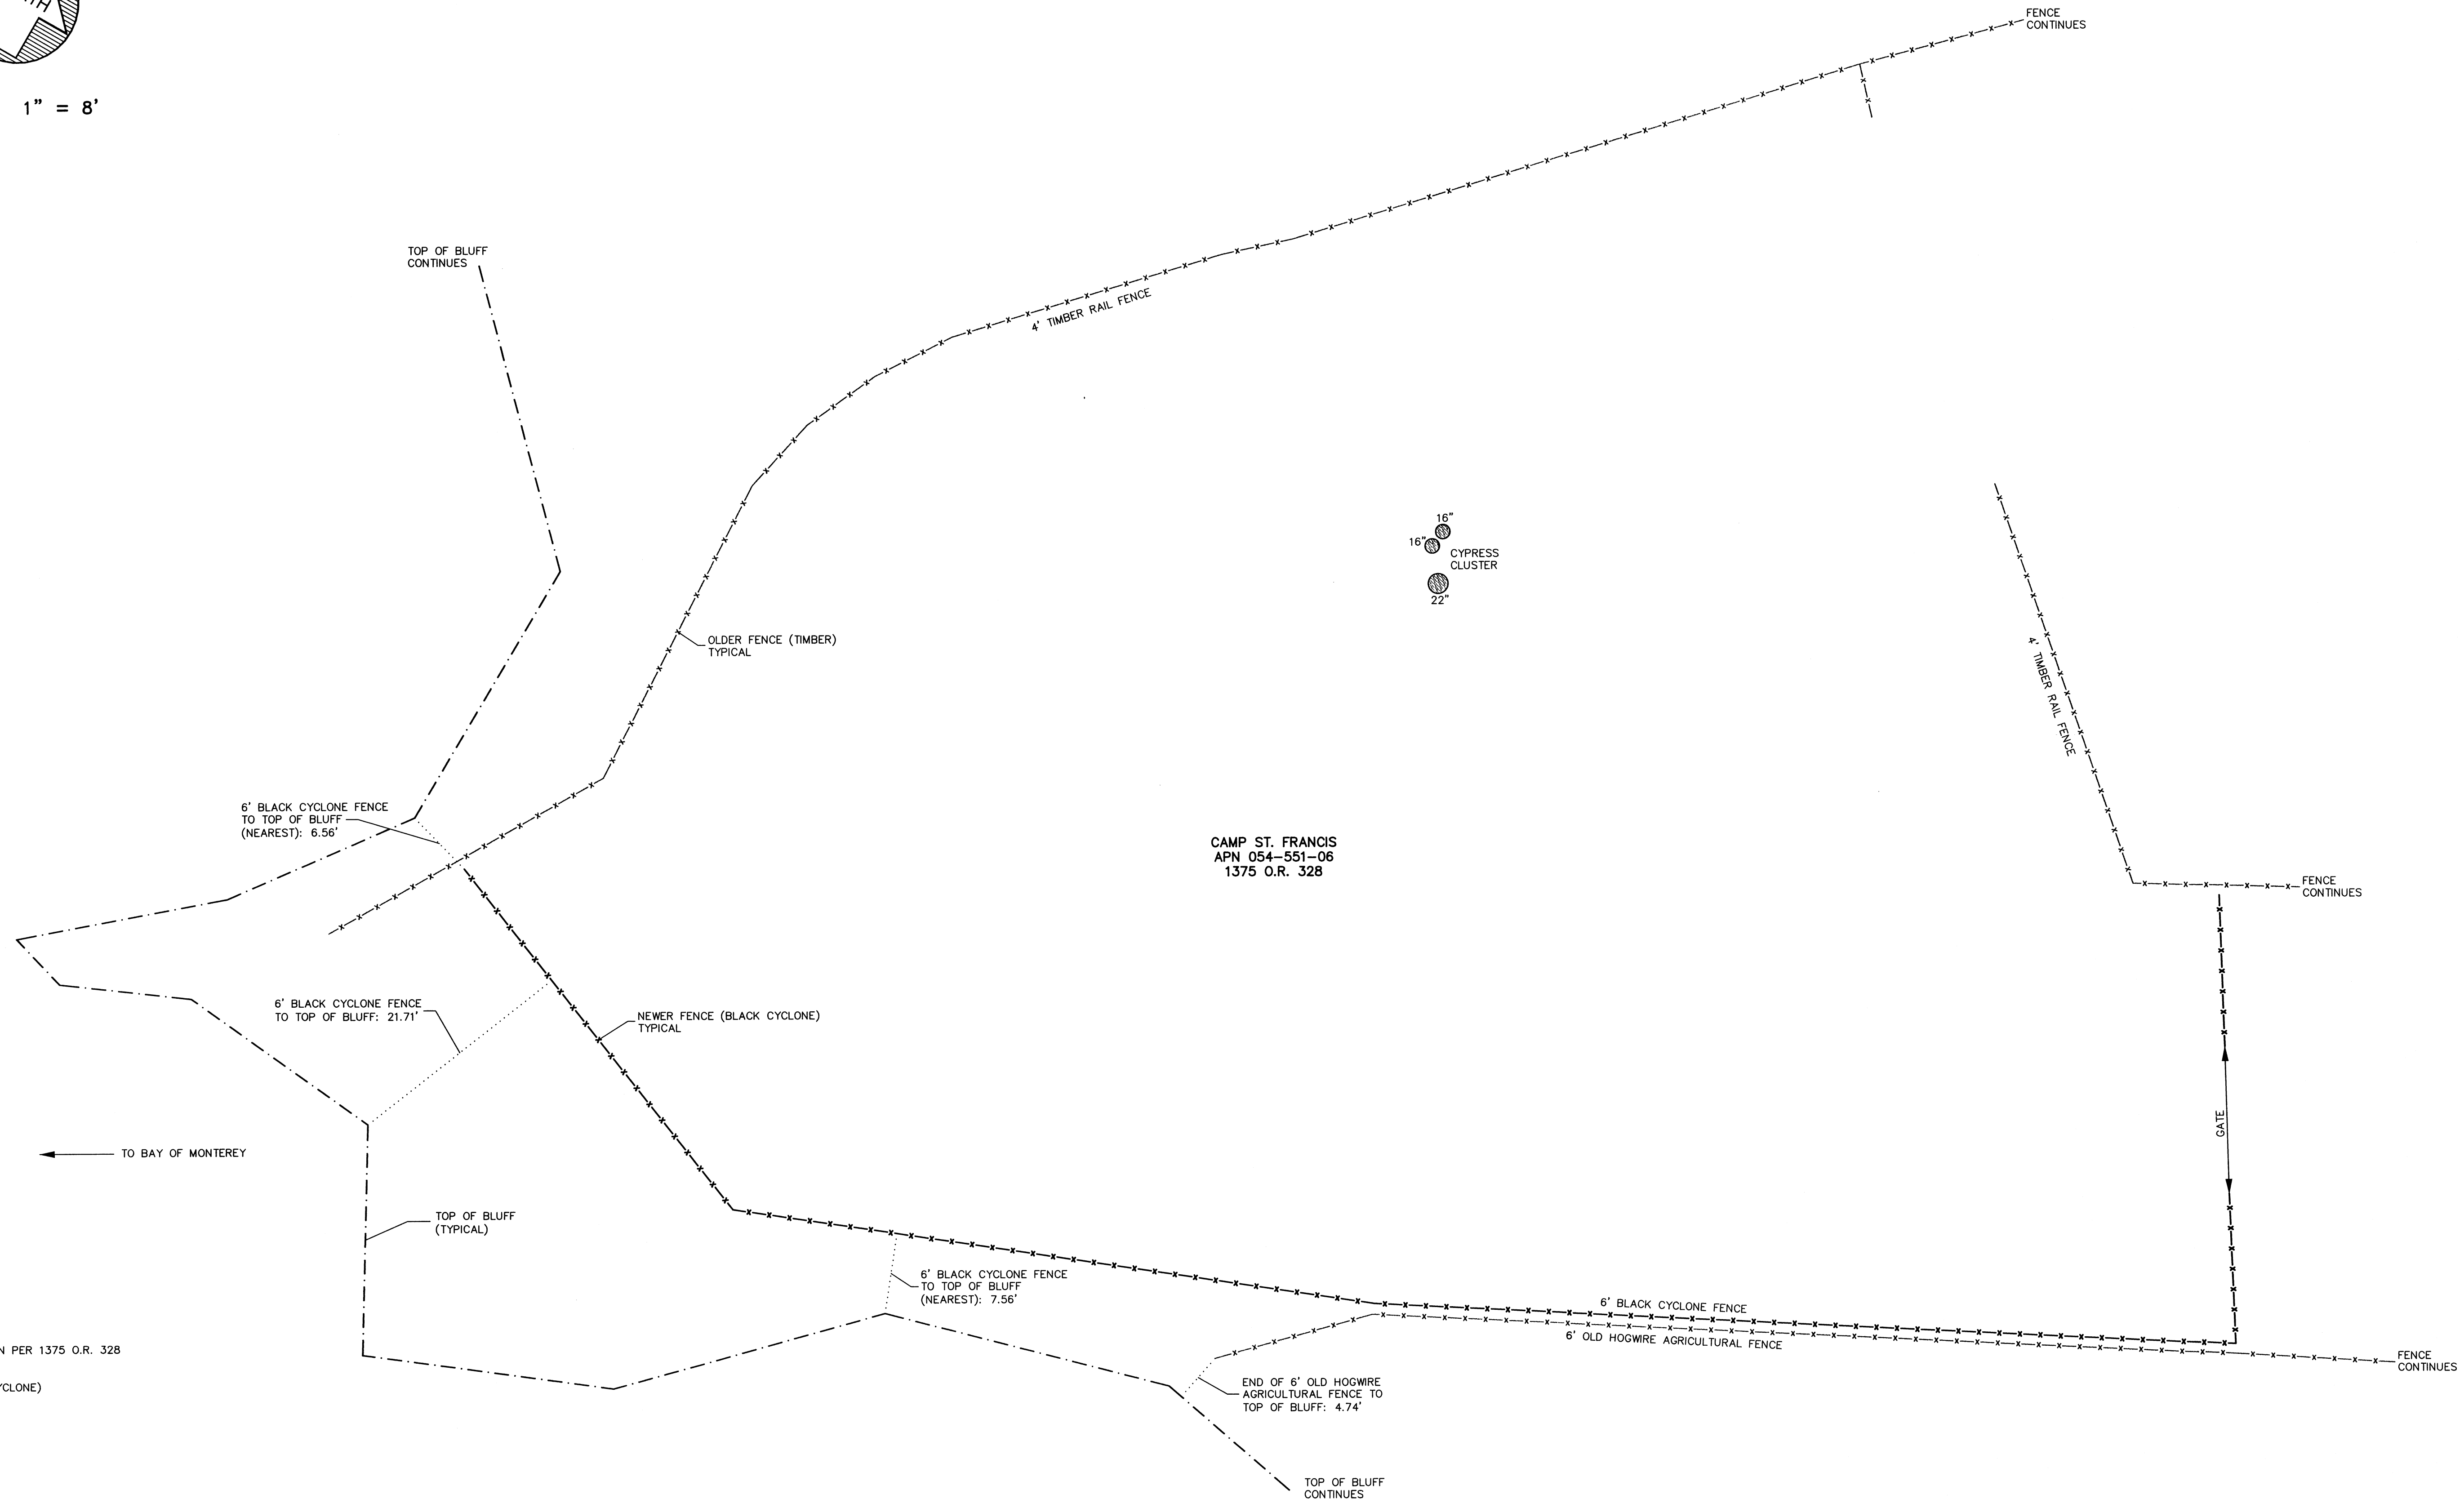 1" = 8'
FENCE
CONTINUES
TOP OF BLUFF
CONTINUES
4' TIMBER RAIL FENCE
16"
16"
CYPRESS
CLUSTER
22"
OLDER FENCE (TIMBER)
TYPICAL
4' TIMBER RAIL FENCE
6' BLACK CYCLONE FENCE
TO TOP OF BLUFF
(NEAREST): 6.56'
CAMP ST. FRANCIS
APN 054-551-06
1375 O.R. 328
FENCE
CONTINUES
6' BLACK CYCLONE FENCE
TO TOP OF BLUFF: 21.71'
NEWER FENCE (BLACK CYCLONE)
TYPICAL
GATE
TO BAY OF MONTEREY
TOP OF BLUFF
(TYPICAL)
6' BLACK CYCLONE FENCE
TO TOP OF BLUFF
(NEAREST): 7.56'
6' BLACK CYCLONE FENCE
6' OLD HOGWIRE AGRICULTURAL FENCE
N PER 1375 O.R. 328
FENCE
CONTINUES
YCLONE)
END OF 6' OLD HOGWIRE
AGRICULTURAL FENCE TO
TOP OF BLUFF: 4.74'
TOP OF BLUFF
CONTINUES